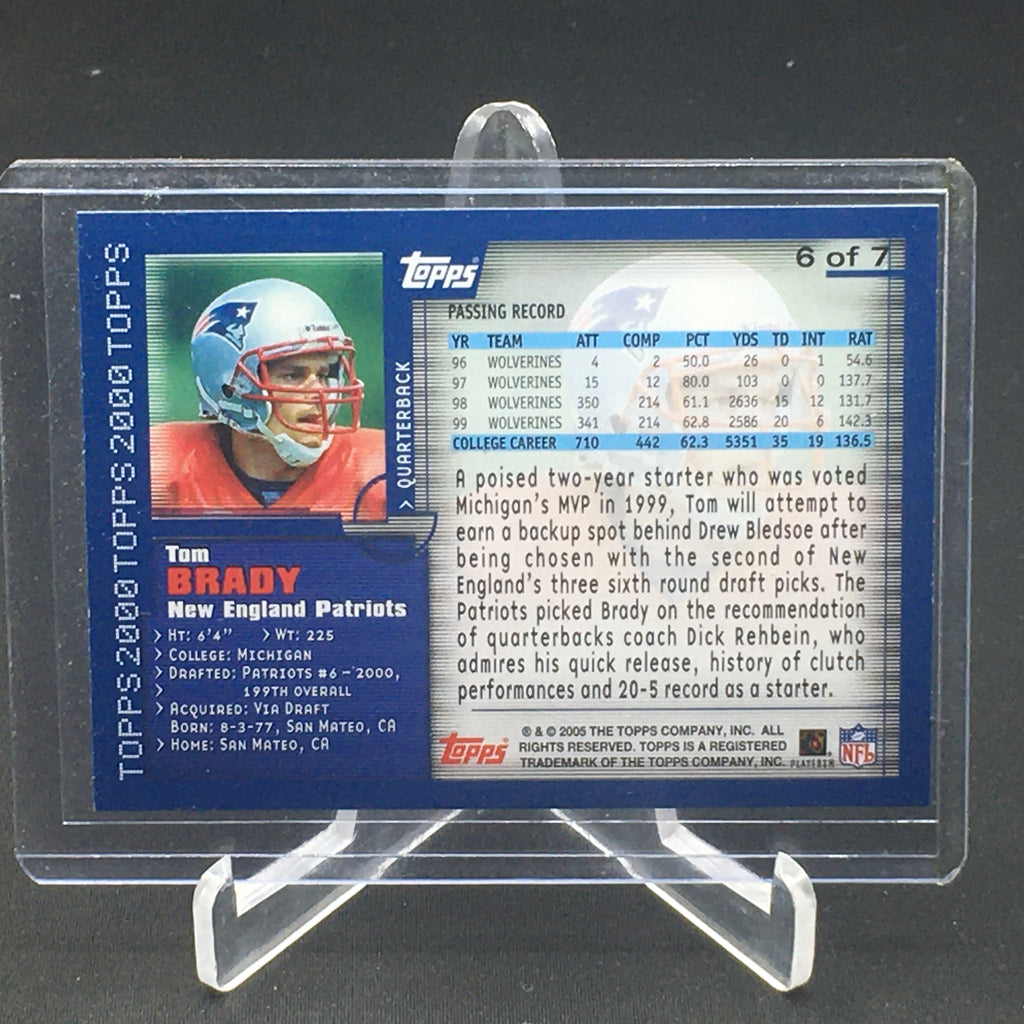 TOPPS2000TOPPS2000TOPPS2000TOPPS
TOPPS
6 of 7
QUARTERBACK
PASSING RECORD
YR TEAM ATT COMP PCT YDS TD INT RAT
96 WOLVERINES 4 2 50.0 26 0 1 54.6
97 WOLVERINES 15 12 80.0 103 0 0 137.7
98 WOLVERINES 350 214 61.1 2636 15 12 131.7
99 WOLVERINES 341 214 62.8 2586 20 6 142.3
COLLEGE CAREER 710 442 62.3 5351 35 19 136.5
A poised two-year starter who was voted
Michigan's MVP in 1999, Tom will attempt to
earn a backup spot behind Drew Bledsoe after
being chosen with the second of New
England's three sixth round draft picks. The
Patriots picked Brady on the recommendation
of quarterbacks coach Dick Rehbein, who
admires his quick release, history of clutch
performances and 20-5 record as a starter.
Tom
BRADY
New England Patriots
> HT: 6'4" > WT: 225
> COLLEGE: MICHIGAN
> DRAFTED: PATRIOTS #6 – 2000,
> 199TH OVERALL
> ACQUIRED: VIA DRAFT
BORN: 8-3-77, SAN MATEO, CA
> HOME: SAN MATEO, CA
TOPPS
® & © 2005 THE TOPPS COMPANY, INC. ALL
RIGHTS RESERVED. TOPPS IS A REGISTERED
TRADEMARK OF THE TOPPS COMPANY, INC.
PLAYERS
NFL